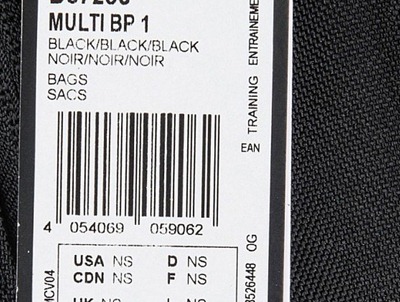 MULTI BP 1
BLACK/BLACK/BLACK
NOIR/NOIR/NOIR
BAGS
SACS
4 054069 059062
USA NS D NS
CDN NS F NS
EAN
TRAINING
OG